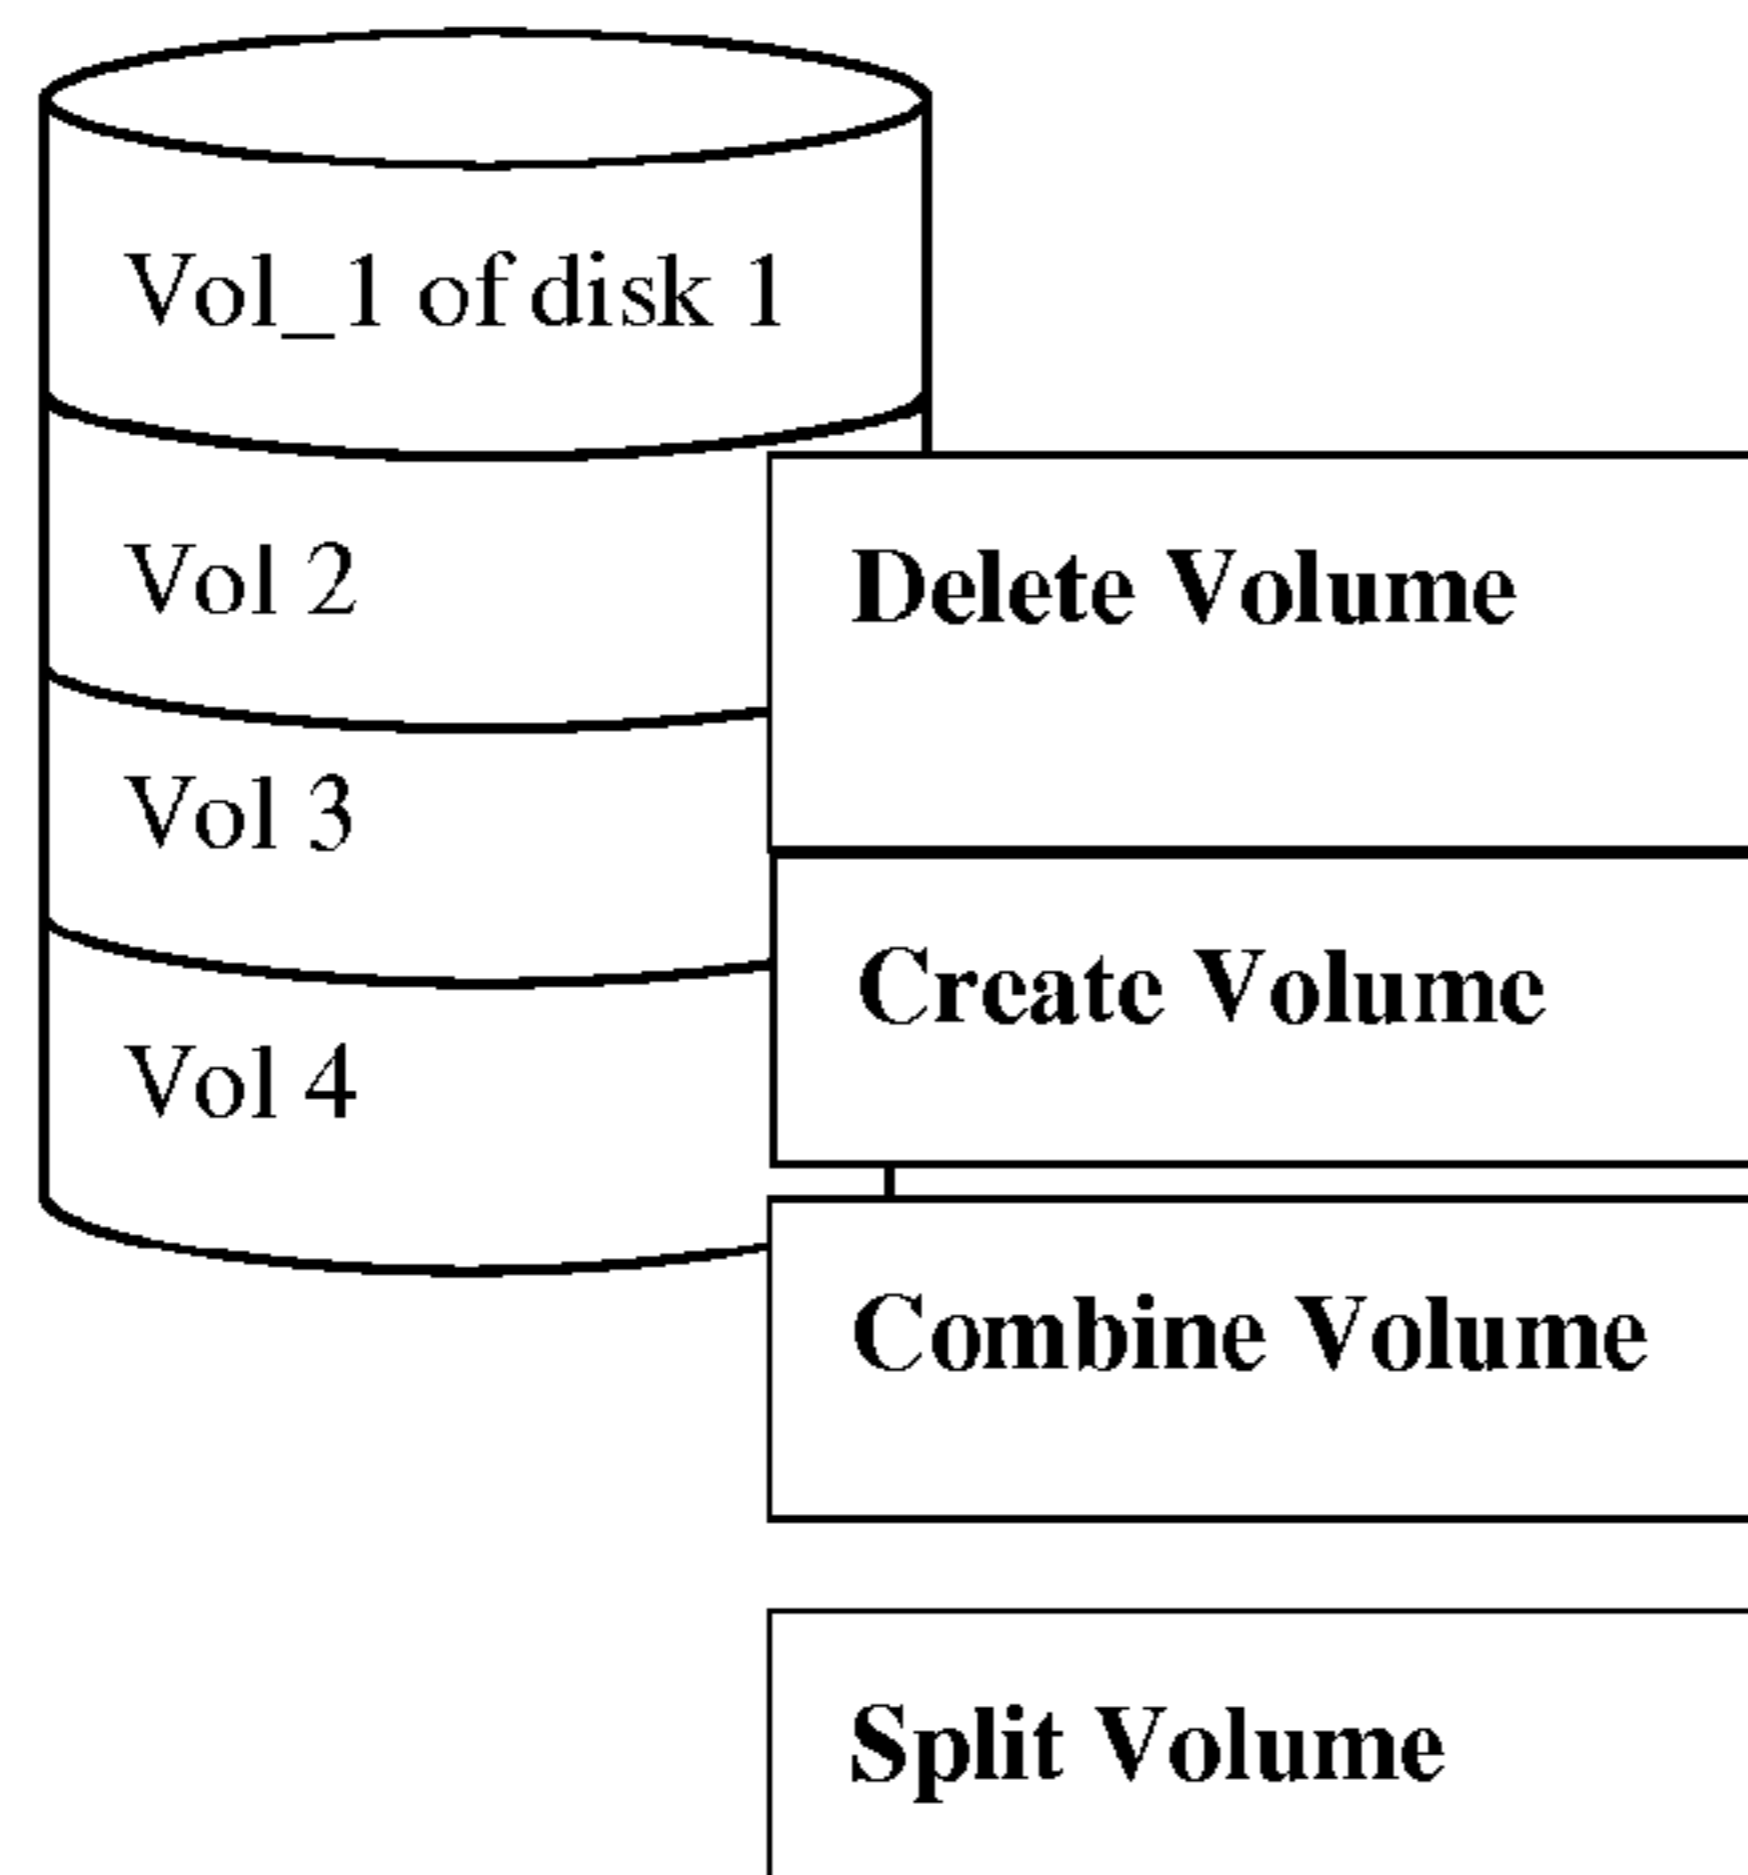 Vol_1 of disk 1
Vol 2
Delete Volume
Vol 3
Create Volume
Vol 4
Combine Volume
Split Volume